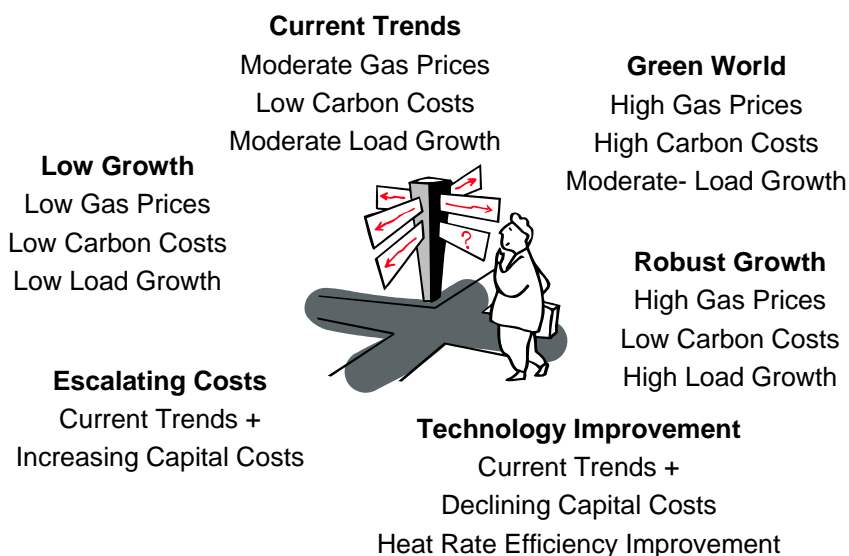 Current Trends
Moderate Gas Prices
Low Carbon Costs
Moderate Load Growth
Green World
High Gas Prices
High Carbon Costs
Moderate- Load Growth
Low Growth
Low Gas Prices
Low Carbon Costs
Low Load Growth
?
Robust Growth
High Gas Prices
Low Carbon Costs
High Load Growth
Escalating Costs
Current Trends +
Increasing Capital Costs
Technology Improvement
Current Trends +
Declining Capital Costs
Heat Rate Efficiency Improvement